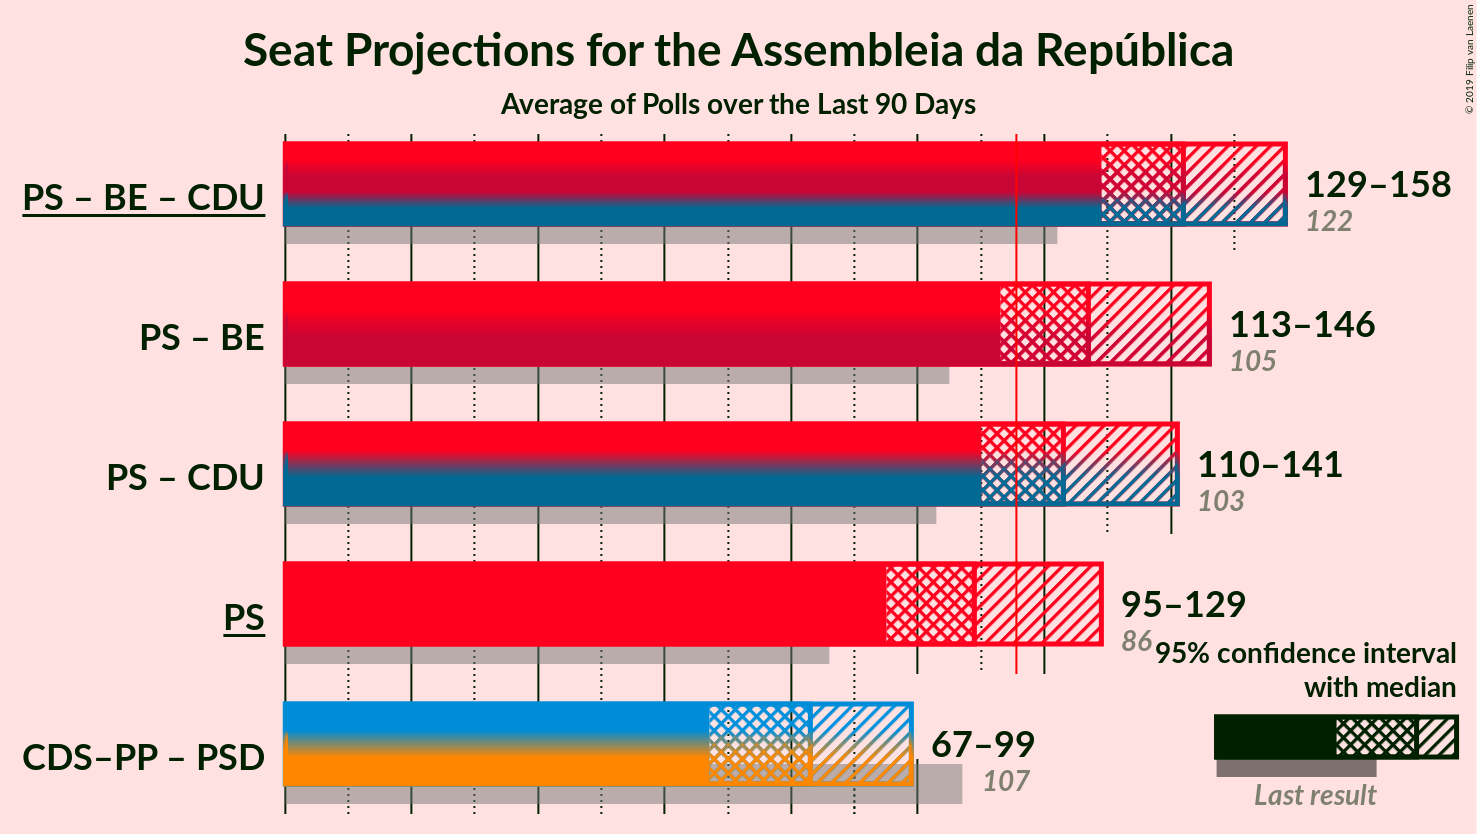 Seat Projections for the Assembleia da República
Average of Polls over the Last 90 Days
© 2019 Filip van Laenen
PS – BE – CDU
129–158
122
PS – BE
113–146
105
PS – CDU
110–141
103
PS
95–129
86
CDS–PP – PSD
67–99
107
95% confidence interval
with median
Last result